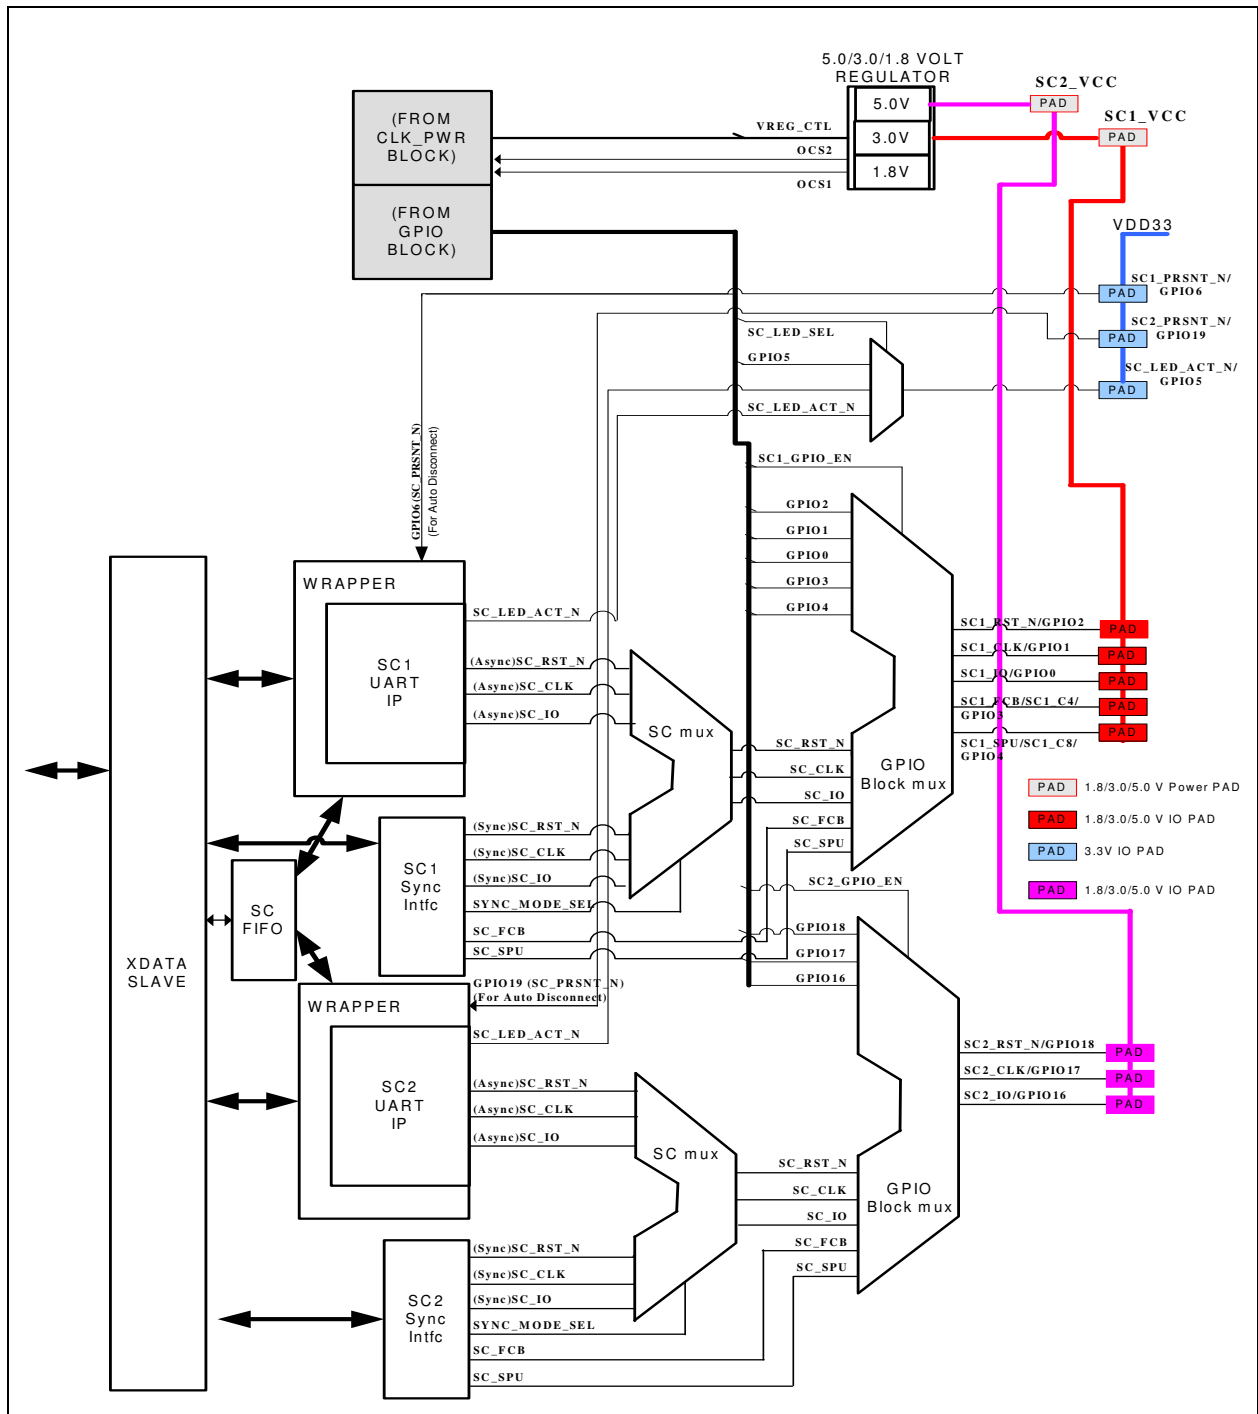 5.0/3.0/1.8 VOLT
REGULATOR
5.0V
3.0V
1.8V
SC2_VCC
PAD
SC1_VCC
PAD
(FROM
CLK_PWR
BLOCK)
VREG_CTL
OCS2
OCS1
(FROM
GPIO
BLOCK)
VDD33
SC1_PRSNT_N/
GPIO6
PAD
SC2_PRSNT_N/
GPIO19
PAD
SC_LED_ACT_N/
GPIO5
PAD
SC_LED_SEL
GPIO5
SC_LED_ACT_N
GPIO6 (SC_PRSNT_N)
(For Auto Disconnect)
SC1_GPIO_EN
GPIO2
GPIO1
GPIO0
GPIO3
GPIO4
WRAPPER
SC1
UART
IP
SC_LED_ACT_N
(Async)SC_RST_N
(Async)SC_CLK
(Async)SC_IO
SC mux
SC_RST_N
SC_CLK
SC_IO
SC_FCB
SC_SPU
GPIO
Block mux
SC1_RST_N/GPIO2
PAD
SC1_CLK/GPIO1
PAD
SC1_IO/GPIO0
PAD
SC1_FCB/SC1_C4/
GPIO3
PAD
SC1_SPU/SC1_C8/
GPIO4
PAD
PAD 1.8/3.0/5.0 V Power PAD
PAD 1.8/3.0/5.0 V IO PAD
PAD 3.3V IO PAD
PAD 1.8/3.0/5.0 V IO PAD
SC1
Sync
Intfc
(Sync)SC_RST_N
(Sync)SC_CLK
(Sync)SC_IO
SYNC_MODE_SEL
SC_FCB
SC_SPU
SC
FIFO
XDATA
SLAVE
SC2_GPIO_EN
GPIO18
GPIO17
GPIO16
GPIO19 (SC_PRSNT_N)
(For Auto Disconnect)
WRAPPER
SC2
UART
IP
SC_LED_ACT_N
(Async)SC_RST_N
(Async)SC_CLK
(Async)SC_IO
SC mux
SC_RST_N
SC_CLK
SC_IO
SC_FCB
SC_SPU
GPIO
Block mux
SC2_RST_N/GPIO18
PAD
SC2_CLK/GPIO17
PAD
SC2_IO/GPIO16
PAD
SC2
Sync
Intfc
(Sync)SC_RST_N
(Sync)SC_CLK
(Sync)SC_IO
SYNC_MODE_SEL
SC_FCB
SC_SPU